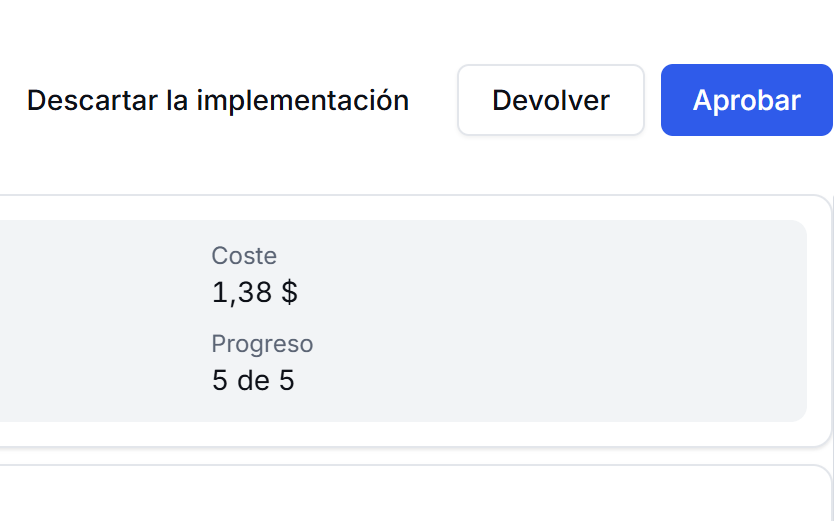 Descartar la implementación
Devolver
Aprobar
Coste
1,38 $
Progreso
5 de 5